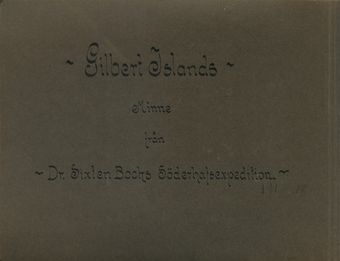 ~ Gilbert Islands ~
Minne
från
~ Dr. Sixten Bocks Söderhafsexpedition. ~